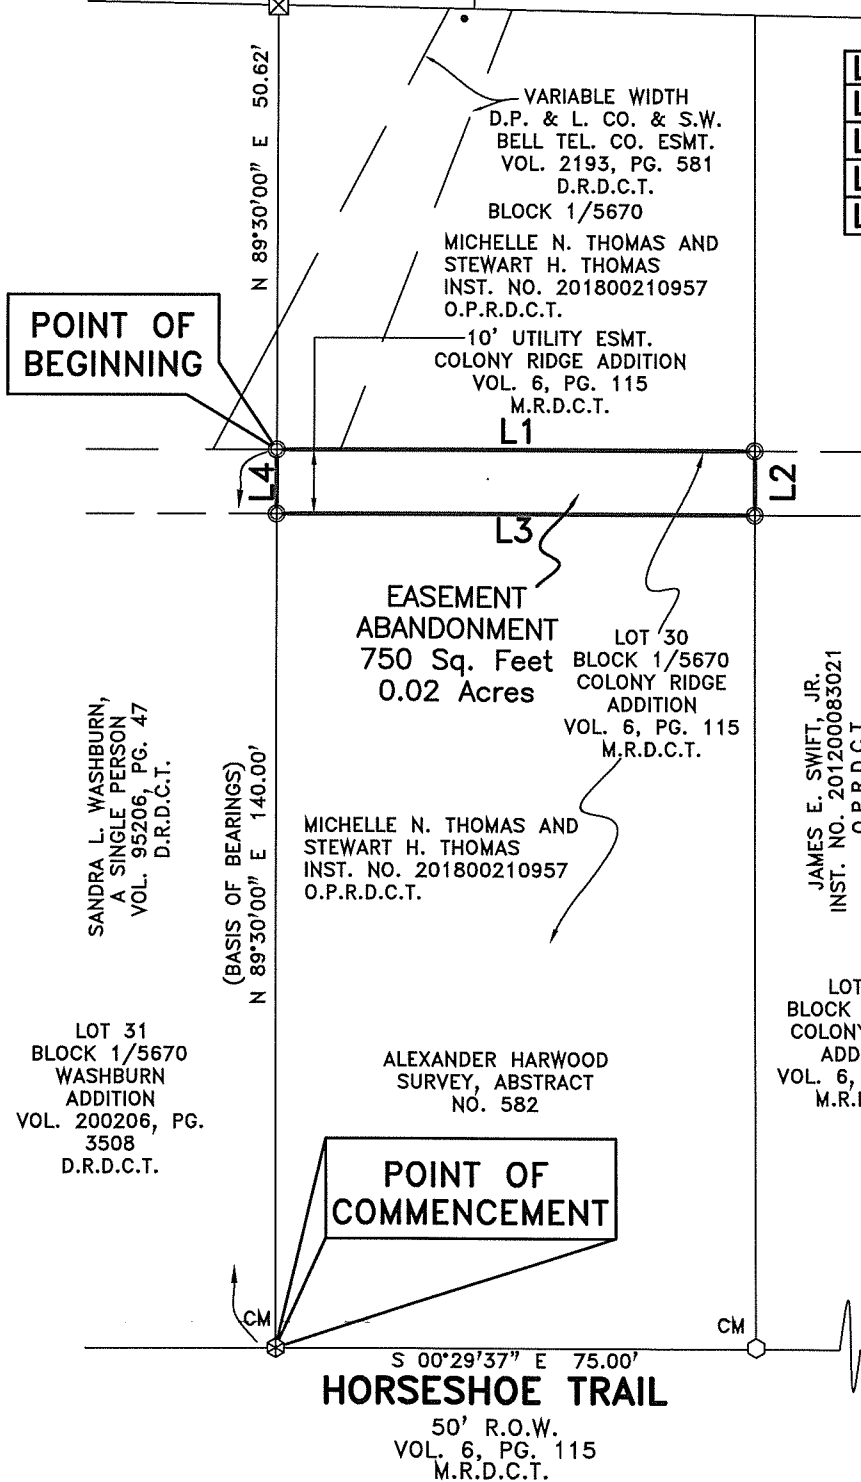 N 89°30'00" E 50.62'
VARIABLE WIDTH
D.P. & L. CO. & S.W.
BELL TEL. CO. ESMT.
VOL. 2193, PG. 581
D.R.D.C.T.
BLOCK 1/5670
MICHELLE N. THOMAS AND
STEWART H. THOMAS
INST. NO. 201800210957
O.P.R.D.C.T.
POINT OF
BEGINNING
10' UTILITY ESMT.
COLONY RIDGE ADDITION
VOL. 6, PG. 115
M.R.D.C.T.
L1
L4
L2
L3
EASEMENT
ABANDONMENT
750 Sq. Feet
0.02 Acres
LOT 30
BLOCK 1/5670
COLONY RIDGE
ADDITION
VOL. 6, PG. 115
M.R.D.C.T.
SANDRA L. WASHBURN,
A SINGLE PERSON
VOL. 95206, PG. 47
D.R.D.C.T.
(BASIS OF BEARINGS)
N 89°30'00" E 140.00'
MICHELLE N. THOMAS AND
STEWART H. THOMAS
INST. NO. 201800210957
O.P.R.D.C.T.
JAMES E. SWIFT, JR.
INST. NO. 201200083021
O.P.R.D.C.T.
LOT 31
BLOCK 1/5670
WASHBURN
ADDITION
VOL. 200206, PG.
3508
D.R.D.C.T.
ALEXANDER HARWOOD
SURVEY, ABSTRACT
NO. 582
LOT
BLOCK
COLONY
ADD
VOL. 6,
M.R.
POINT OF
COMMENCEMENT
CM
CM
S 00°29'37" E 75.00'
HORSESHOE TRAIL
50' R.O.W.
VOL. 6, PG. 115
M.R.D.C.T.